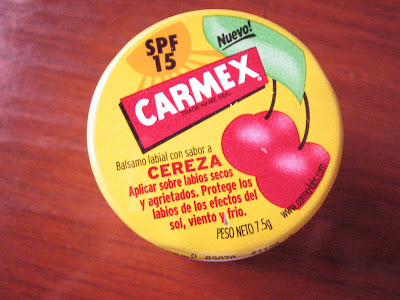 Nuevo!
SPF
15
CARMEX
Balsamo labial con sabor a
CEREZA
Aplicar sobre labios secos
y agrietados. Protege los
labios de los efectos del
sol, viento y frio.
PESO NETO 7.5g